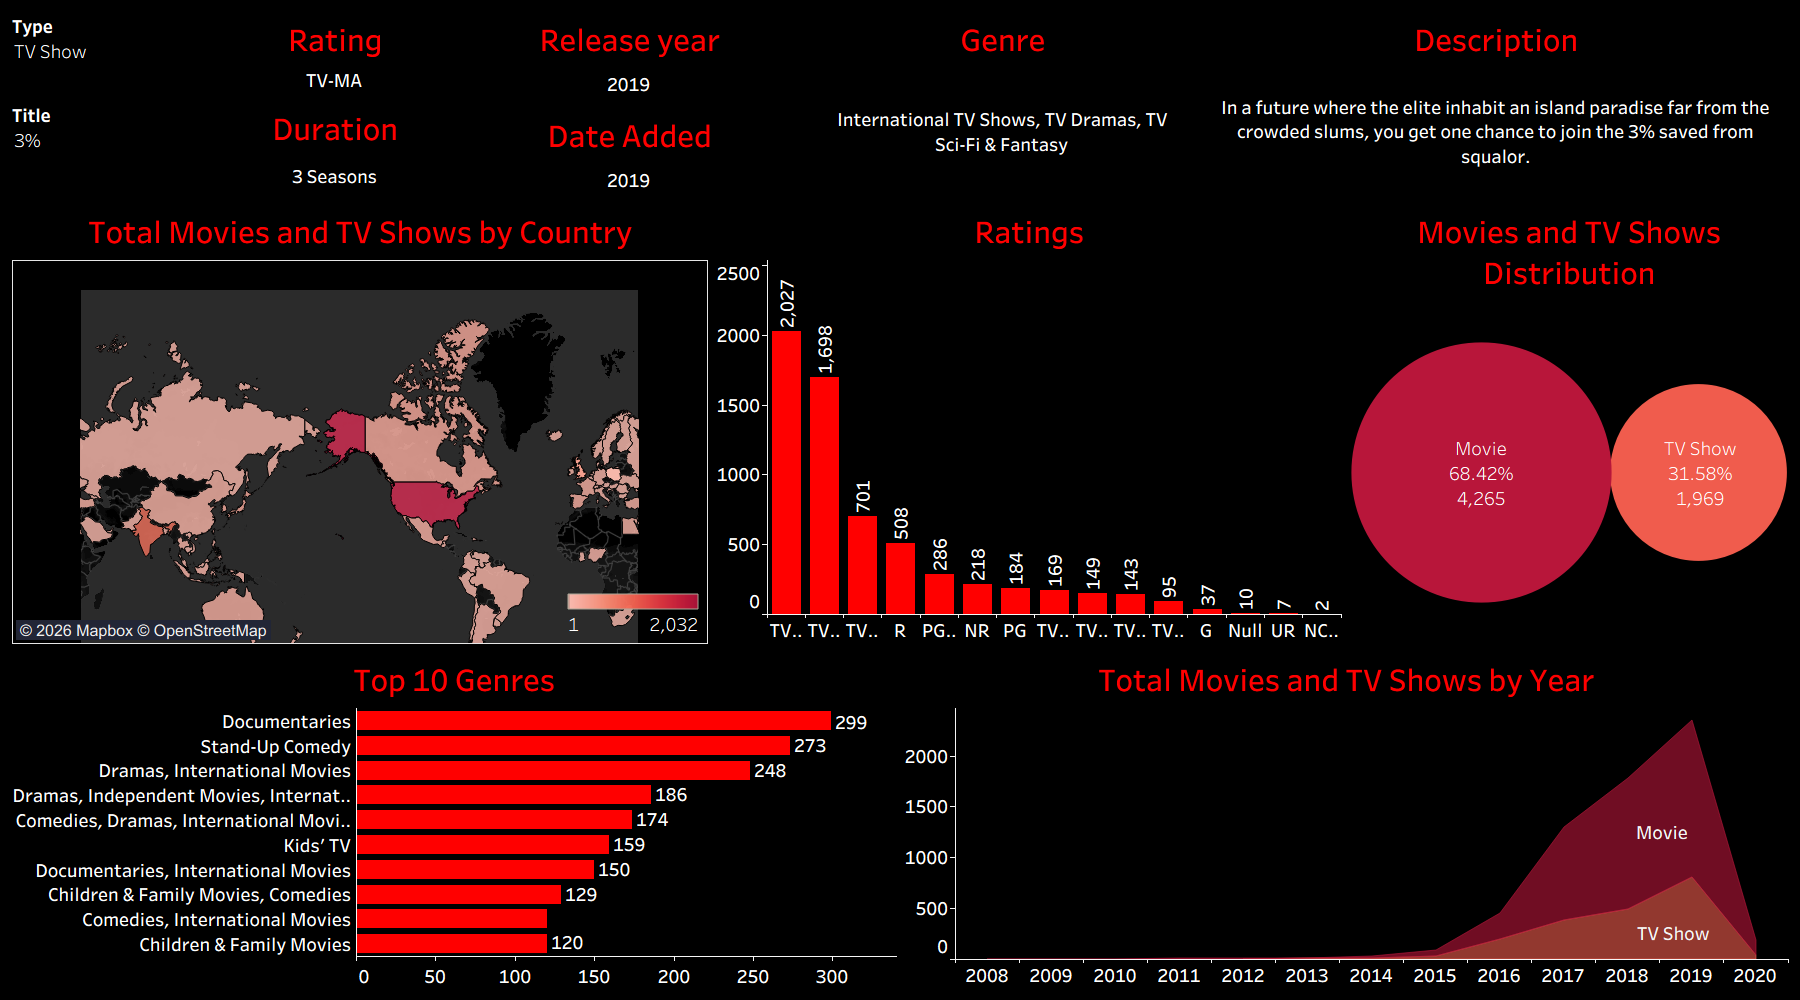 Type
TV Show
Title
3%
Rating
TV-MA
Duration
3 Seasons
Release year
2019
Date Added
2019
Genre
International TV Shows, TV Dramas, TV
Sci-Fi & Fantasy
Description
In a future where the elite inhabit an island paradise far from the
crowded slums, you get one chance to join the 3% saved from
squalor.
Total Movies and TV Shows by Country
© 2026 Mapbox © OpenStreetMap
1 2,032
Ratings
2500
2000
1500
1000
500
0
2,027
1,698
701
508
286
218
184
169
149
143
95
37
10
7
2
TV.. TV.. TV.. R PG.. NR PG TV.. TV.. TV.. TV.. G Null UR NC..
Movies and TV Shows
Distribution
Movie
68.42%
4,265
TV Show
31.58%
1,969
Top 10 Genres
Documentaries 299
Stand-Up Comedy 273
Dramas, International Movies 248
Dramas, Independent Movies, Internat.. 186
Comedies, Dramas, International Movi.. 174
Kids' TV 159
Documentaries, International Movies 150
Children & Family Movies, Comedies 129
Comedies, International Movies
Children & Family Movies 120
0 50 100 150 200 250 300
Total Movies and TV Shows by Year
2000
1500
1000
500
0
Movie
TV Show
2008 2009 2010 2011 2012 2013 2014 2015 2016 2017 2018 2019 2020